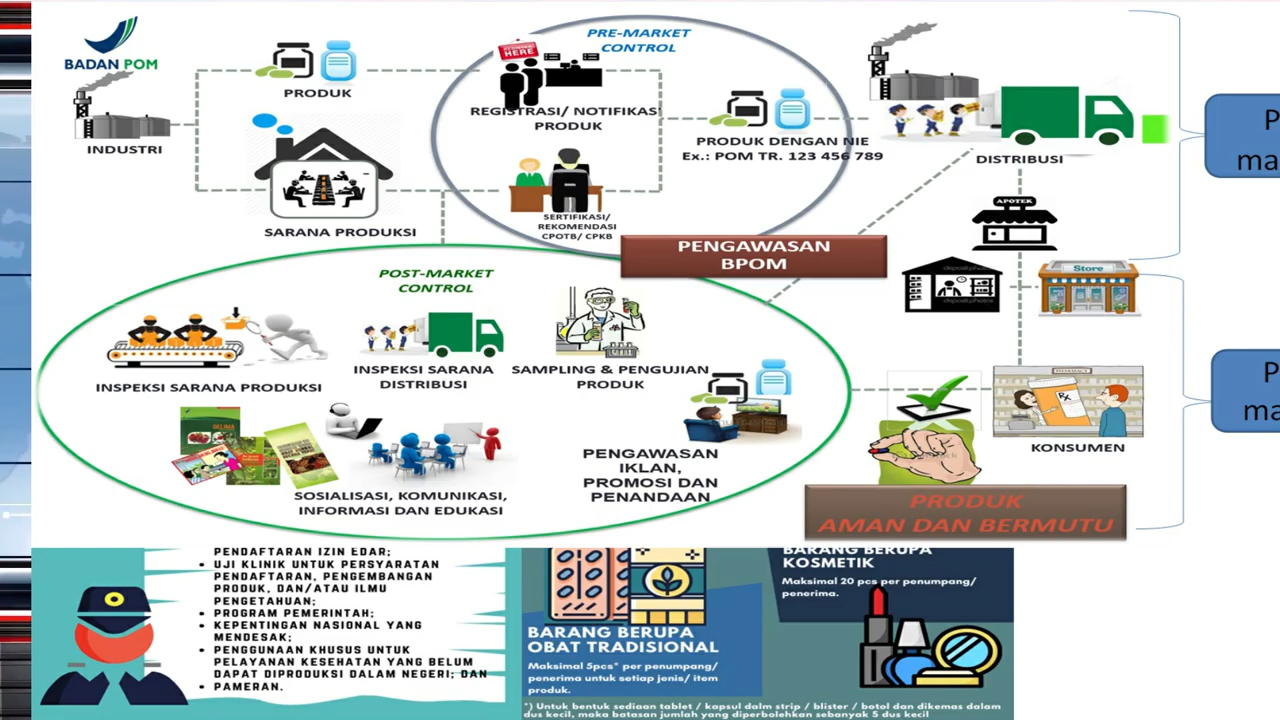 BADAN POM
INDUSTRI
PRODUK
SARANA PRODUKSI
PRE-MARKET
CONTROL
HERE
REGISTRASI/ NOTIFIKASI
PRODUK
SERTIFIKASI/
REKOMENDASI
CPOTB/ CPKB
PRODUK DENGAN NIE
Ex.: POM TR. 123 456 789
DISTRIBUSI
APOTEK
Store
PENGAWASAN
BPOM
POST-MARKET
CONTROL
INSPEKSI SARANA PRODUKSI
INSPEKSI SARANA
DISTRIBUSI
SAMPLING & PENGUJIAN
PRODUK
SOSIALISASI, KOMUNIKASI,
INFORMASI DAN EDUKASI
PENGAWASAN
IKLAN,
PROMOSI DAN
PENANDAAN
PHARMACY
KONSUMEN
PRODUK
AMAN DAN BERMUTU
P
ma
P
ma
PENDAFTARAN IZIN EDAR;
• UJI KLINIK UNTUK PERSYARATAN
PENDAFTARAN, PENGEMBANGAN
PRODUK, DAN/ATAU ILMU
PENGETAHUAN;
• PROGRAM PEMERINTAH;
• KEPENTINGAN NASIONAL YANG
MENDESAK;
• PENGGUNAAN KHUSUS UNTUK
PELAYANAN KESEHATAN YANG BELUM
DAPAT DIPRODUKSI DALAM NEGERI; DAN
• PAMERAN.
BARANG BERUPA
OBAT TRADISIONAL
Maksimal 5pcs* per penumpang/
penerima untuk setiap jenis/ item
produk.
BARANG BERUPA
KOSMETIK
Maksimal 20 pcs per penumpang/
penerima.
*) Untuk bentuk sediaan tablet / kapsul dalm strip / blister / botol dan dikemas dalam
dus kecil, maka batasan jumlah yang diperbolehkan sebanyak 5 dus kecil